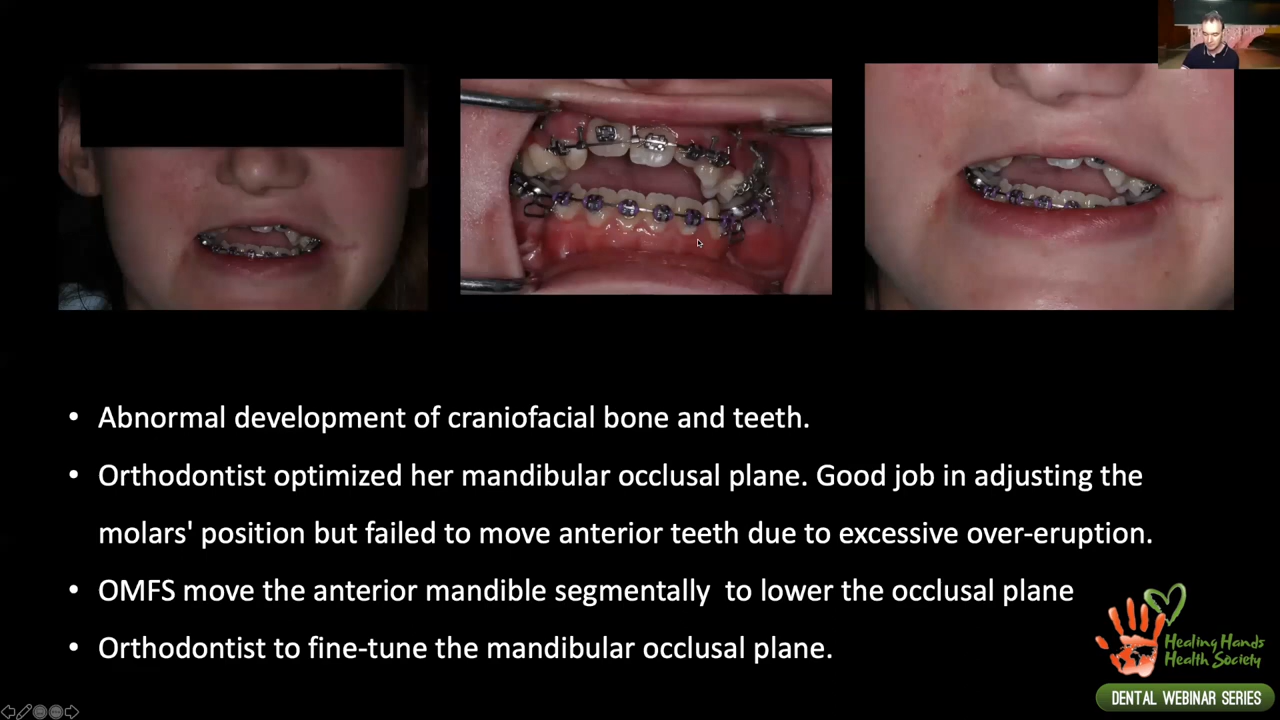 • Abnormal development of craniofacial bone and teeth.
• Orthodontist optimized her mandibular occlusal plane. Good job in adjusting the
molars' position but failed to move anterior teeth due to excessive over-eruption.
• OMFS move the anterior mandible segmentally  to lower the occlusal plane
• Orthodontist to fine-tune the mandibular occlusal plane.
Healing Hands
Health Society
DENTAL WEBINAR SERIES